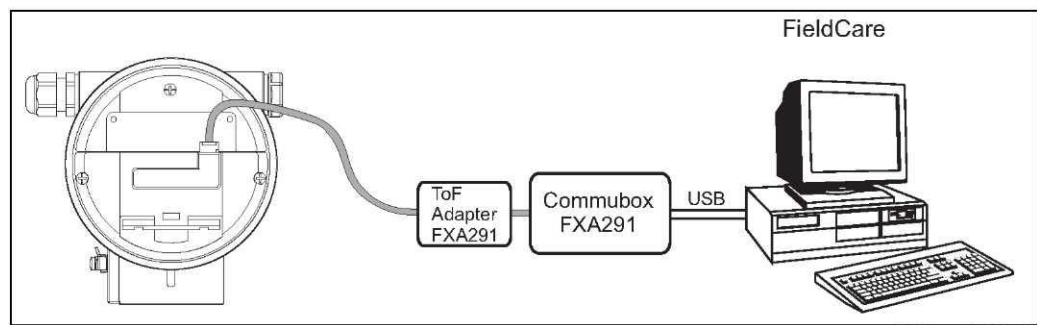 FieldCare
ToF
Adapter
FXA291
Commubox
FXA291
USB